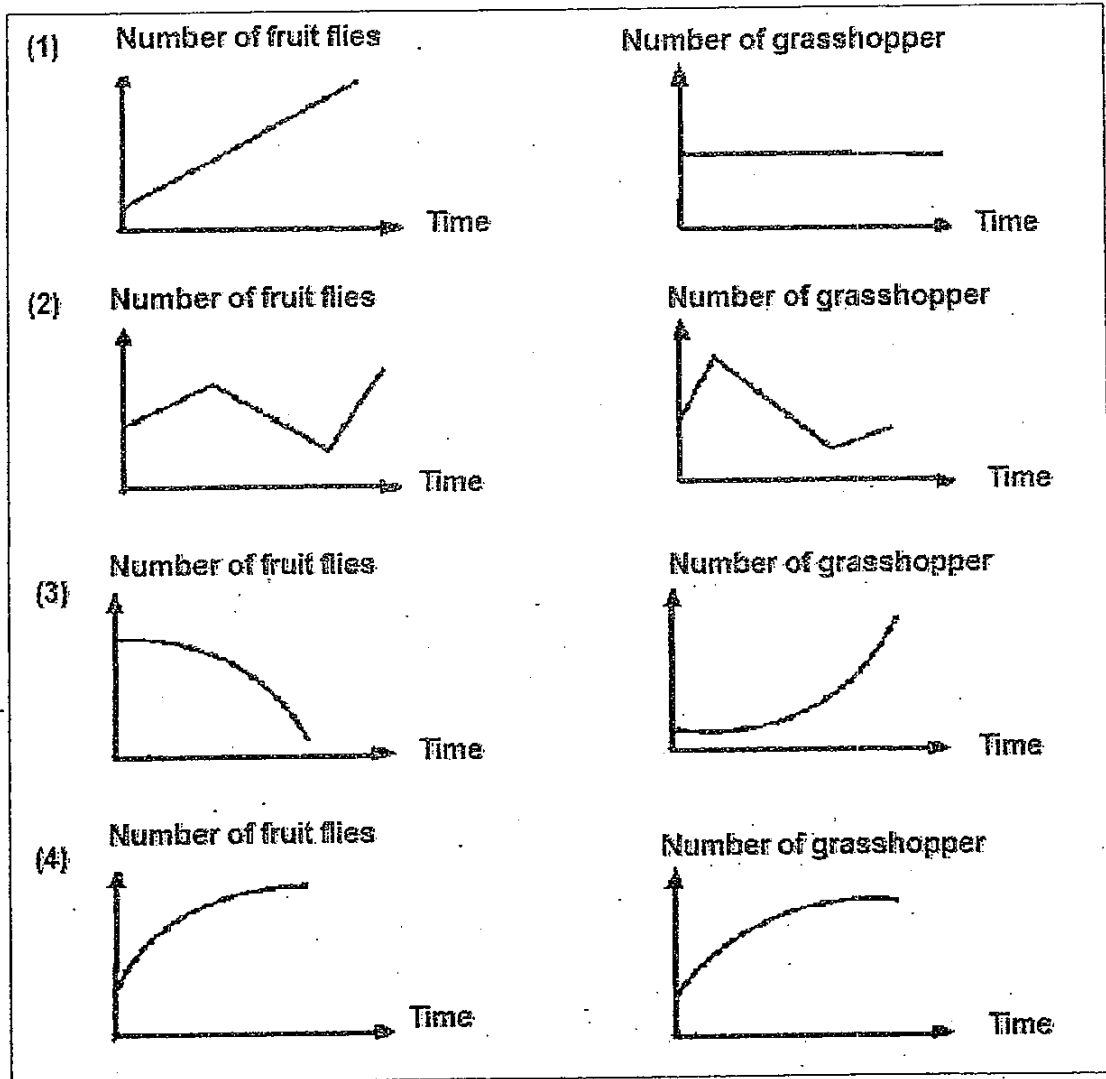 (1) Number of fruit flies Number of grasshopper
Time Time
(2) Number of fruit flies Number of grasshopper
Time Time
(3) Number of fruit flies Number of grasshopper
Time Time
(4) Number of fruit flies Number of grasshopper
Time Time